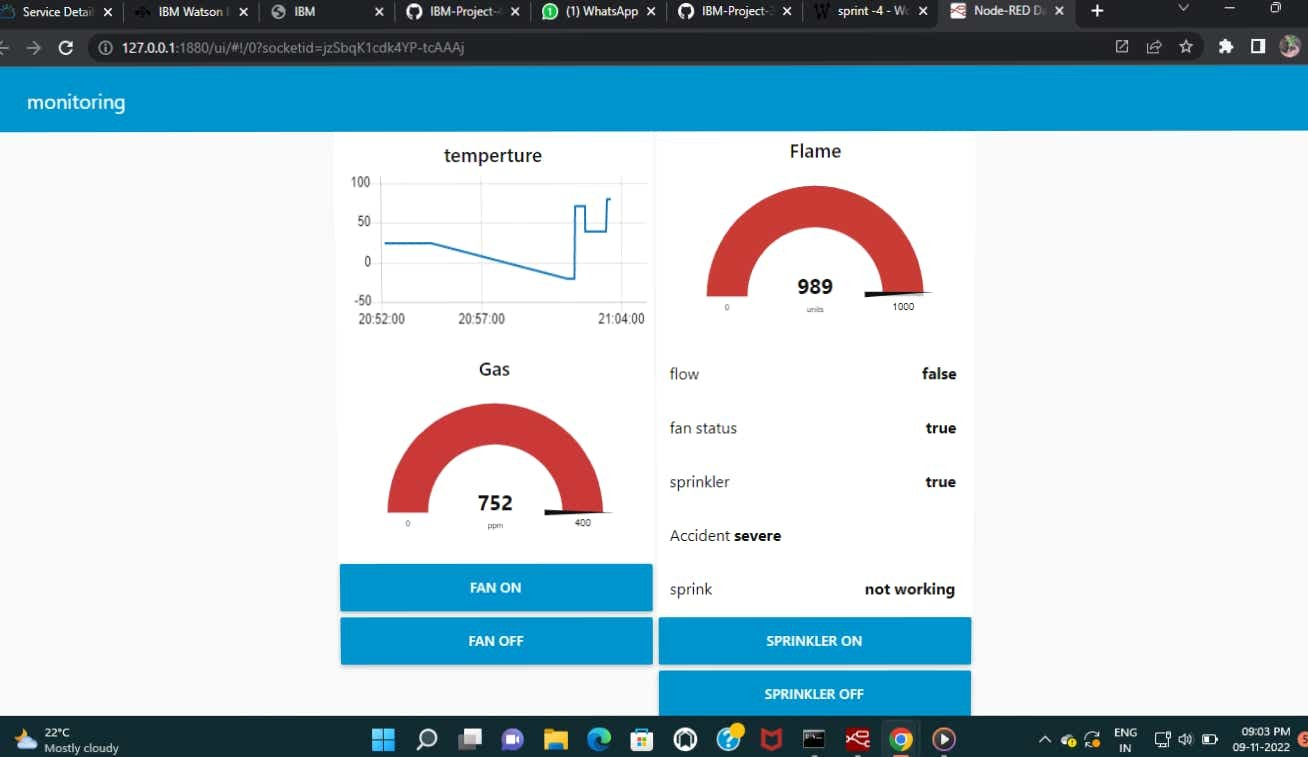 Service Detail
IBM Watson
IBM
IBM-Project-
(1) WhatsApp
IBM-Project-
sprint -4 - W
Node-RED D
127.0.0.1:1880/ui/#!/0?socketid=jzSbqK1cdk4YP-tcAAAj
monitoring
temperture
100
50
0
-50
20:52:00 20:57:00 21:04:00
Gas
752
ppm
0 400
FAN ON
FAN OFF
Flame
989
units
0 1000
flow false
fan status true
sprinkler true
Accident severe
sprink not working
SPRINKLER ON
SPRINKLER OFF
22°C
Mostly cloudy
ENG
IN
09:03 PM
09-11-2022
5